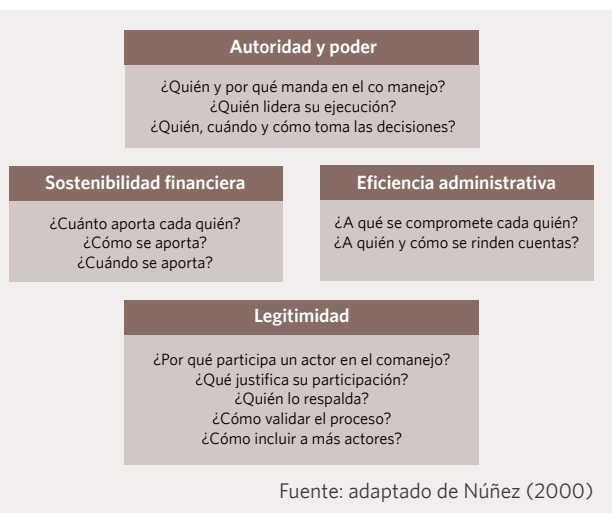 Autoridad y poder
¿Quién y por qué manda en el co manejo?
¿Quién lidera su ejecución?
¿Quién, cuándo y cómo toma las decisiones?
Sostenibilidad financiera
¿Cuánto aporta cada quién?
¿Cómo se aporta?
¿Cuándo se aporta?
Eficiencia administrativa
¿A qué se compromete cada quién?
¿A quién y cómo se rinden cuentas?
Legitimidad
¿Por qué participa un actor en el comanejo?
¿Qué justifica su participación?
¿Quién lo respalda?
¿Cómo validar el proceso?
¿Cómo incluir a más actores?
Fuente: adaptado de Núñez (2000)